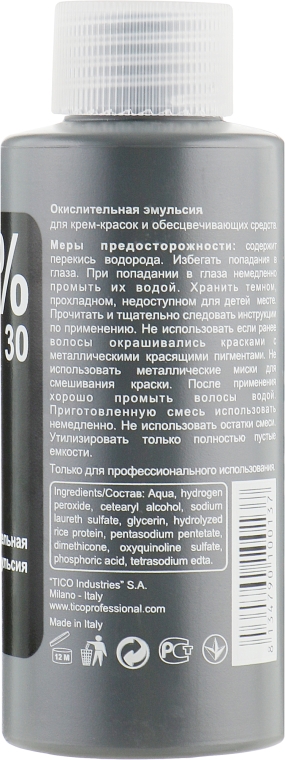 Окислительная эмульсия
для крем-красок и обесцвечивающих средств
Меры предосторожности: содержит
перекись водорода. Избегать попадания в
глаза. При попадании в глаза немедленно
промыть их водой. Хранить темном,
прохладном, недоступном для детей месте.
Прочитать и тщательно следовать инструкции
по применению. Не использовать если ранее
волосы окрашивались красками с
металлическими красящими пигментами. Не
использовать металлические миски для
смешивания краски. После применения
хорошо промыть волосы водой.
Приготовленную смесь использовать
немедленно. Не использовать остатки смеси.
Утилизировать только полностью пустые
емкости.
Только для профессионального использования.
%
30
Ingredients/Состав: Aqua, hydrogen
peroxide, cetearyl alcohol, sodium
laureth sulfate, glycerin, hydrolyzed
rice protein, pentasodium pentetate,
dimethicone, oxyquinoline sulfate,
phosphoric acid, tetrasodium edta.
"TICO Industries" S.A.
Milano - Italy
www.ticoprofessional.com
Made in Italy
12 M
PCT